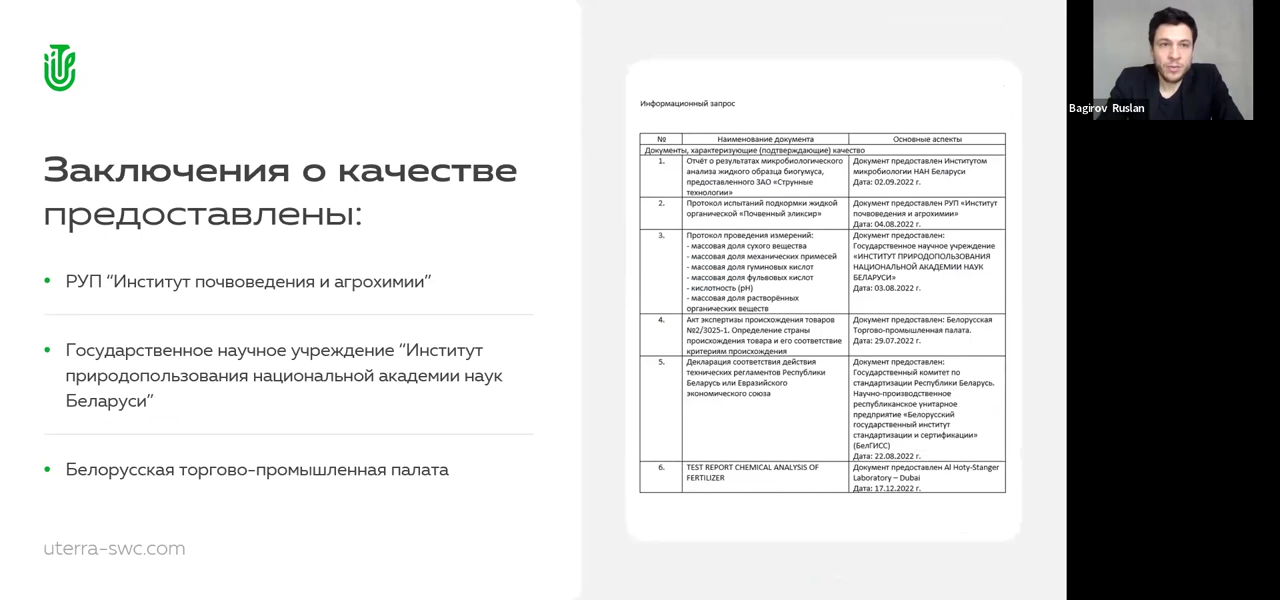 Заключения о качестве
предоставлены:
• РУП “Институт почвоведения и агрохимии”
• Государственное научное учреждение “Институт
природопользования национальной академии наук
Беларуси”
• Белорусская торгово-промышленная палата
uterra-swc.com
Информационный запрос
№ Наименование документа Основные аспекты
Документы, характеризующие (подтверждающие) качество
1. Отчёт о результатах микробиологического
анализа жидкого образца биогумуса,
предоставленного ЗАО «Струнные
технологии»
Документ предоставлен Институтом
микробиологии НАН Беларуси
Дата: 02.09.2022 г.
2. Протокол испытаний подкормки жидкой
органической «Почвенный эликсир»
Документ предоставлен РУП «Институт
почвоведения и агрохимии»
Дата: 04.08.2022 г.
3. Протокол проведения измерений:
- массовая доля сухого вещества
- массовая доля механических примесей
- массовая доля гуминовых кислот
- массовая доля фульвовых кислот
- кислотность (pH)
- массовая доля растворённых
органических веществ
Документ предоставлен:
Государственное научное учреждение
«ИНСТИТУТ ПРИРОДОПОЛЬЗОВАНИЯ
НАЦИОНАЛЬНОЙ АКАДЕМИИ НАУК
БЕЛАРУСИ»
Дата: 03.08.2022 г.
4. Акт экспертизы происхождения товаров
№2/3025-1. Определение страны
происхождения товара и его соответствие
критериям происхождения
Документ предоставлен: Белорусская
Торгово-промышленная палата.
Дата: 29.07.2022 г.
5. Декларация соответствия действия
технических регламентов Республики
Беларусь или Евразийского
экономического союза
Документ предоставлен:
Государственный комитет по
стандартизации Республики Беларусь.
Научно-производственное
республиканское унитарное
предприятие «Белорусский
государственный институт
стандартизации и сертификации»
(БелГИСС)
Дата: 22.08.2022 г.
6. TEST REPORT CHEMICAL ANALYSIS OF
FERTILIZER
Документ предоставлен Al Hoty-Stanger
Laboratory – Dubai
Дата: 17.12.2022 г.
Bagirov Ruslan